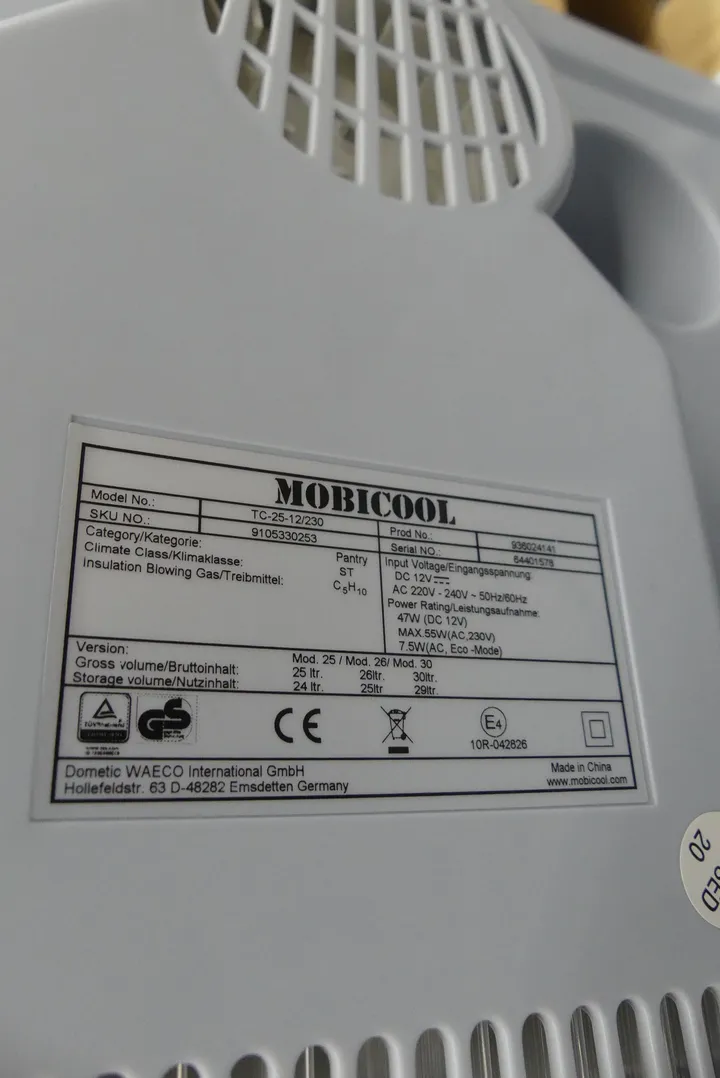 MOBICOOL
Model No.: TC-25-12/230 Prod No.: 936024141
SKU NO.: 9105330253 Serial NO.: 64401578
Category/Kategorie: Pantry
Climate Class/Klimaklasse: ST
Insulation Blowing Gas/Treibmittel: C5H10
Input Voltage/Eingangsspannung:
DC 12V
AC 220V - 240V ~ 50Hz/60Hz
Power Rating/Leistungsaufnahme:
47W (DC 12V)
MAX.55W(AC,230V)
7.5W(AC, Eco -Mode)
Version: Mod. 25 / Mod. 26/ Mod. 30
Gross volume/Bruttoinhalt: 25 ltr. 26ltr. 30ltr.
Storage volume/Nutzinhalt: 24 ltr. 25ltr 29ltr.
GS
CE
E4
10R-042826
Dometic WAECO International GmbH
Hollefeldstr. 63 D-48282 Emsdetten Germany
Made in China
www.mobicool.com
20